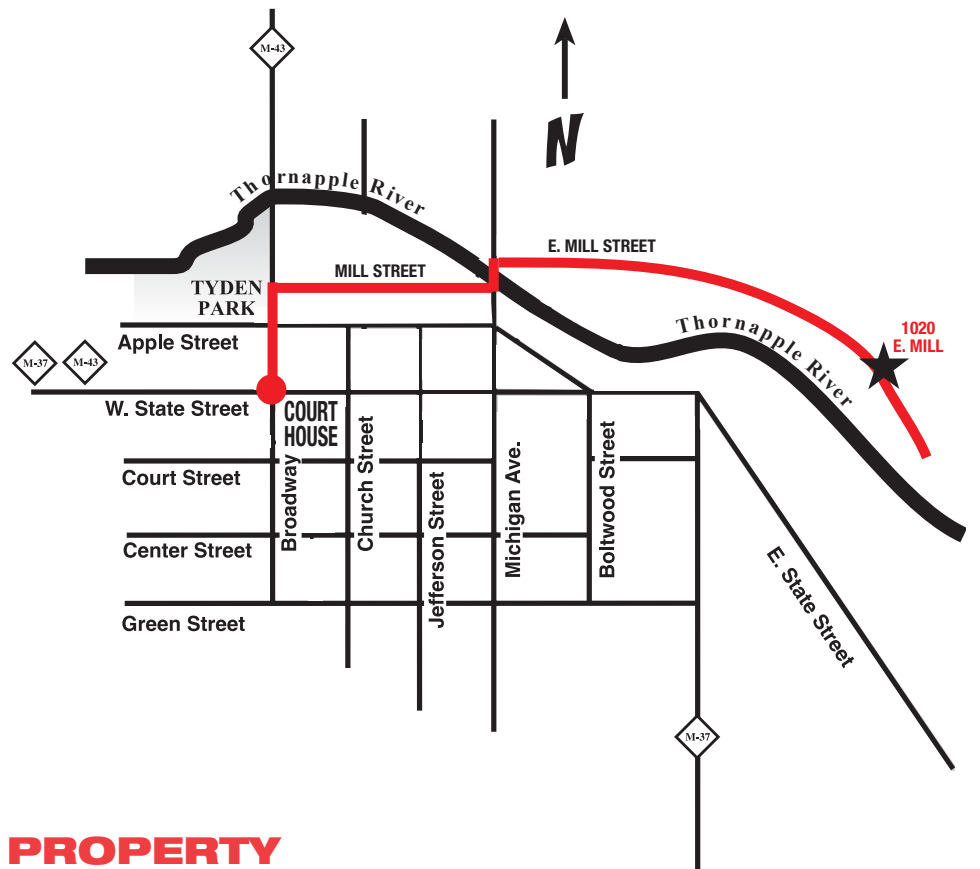 M-43
N
Thornapple River
E. MILL STREET
MILL STREET
TYDEN
PARK
Thornapple River
1020
E. MILL
Apple Street
M-37
M-43
W. State Street
COURT
HOUSE
Court Street
Center Street
Green Street
Broadway
Church Street
Jefferson Street
Michigan Ave.
Boltwood Street
E. State Street
M-37
PROPERTY